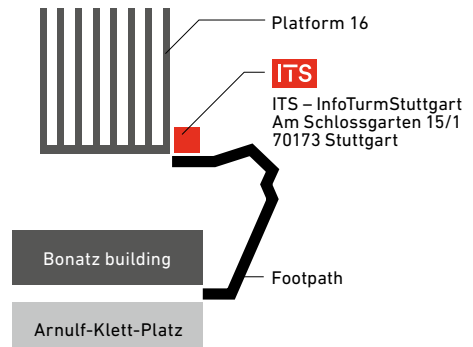 Platform 16
ITS
ITS – InfoTurmStuttgart
Am Schlossgarten 15/1
70173 Stuttgart
Bonatz building
Footpath
Arnulf-Klett-Platz